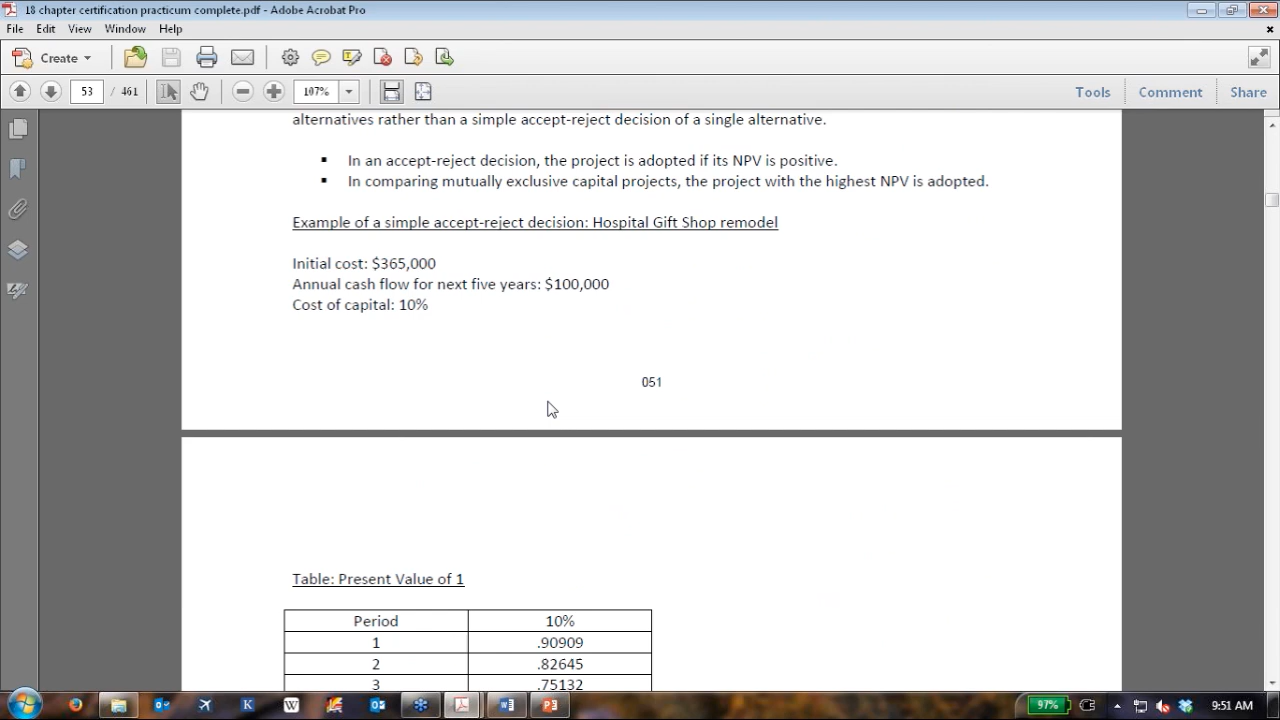 18 chapter certification practicum complete.pdf - Adobe Acrobat Pro
File Edit View Window Help
Create
53 / 461 107% Tools Comment Share
alternatives rather than a simple accept-reject decision of a single alternative.
▪ In an accept-reject decision, the project is adopted if its NPV is positive.
▪ In comparing mutually exclusive capital projects, the project with the highest NPV is adopted.
Example of a simple accept-reject decision: Hospital Gift Shop remodel
Initial cost: $365,000
Annual cash flow for next five years: $100,000
Cost of capital: 10%
051
Table: Present Value of 1
Period 10%
1 .90909
2 .82645
3 .75132
97% 9:51 AM